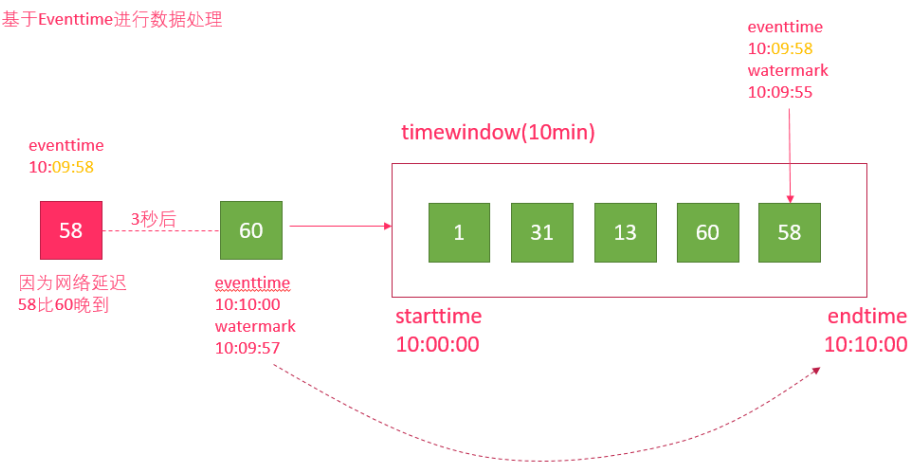 基于Eventtime进行数据处理
eventtime
10:09:58
watermark
10:09:55
timewindow(10min)
eventtime
10:09:58
58
3秒后
60
1
31
13
60
58
因为网络延迟
58比60晚到
eventtime
10:10:00
watermark
10:09:57
starttime
10:00:00
endtime
10:10:00